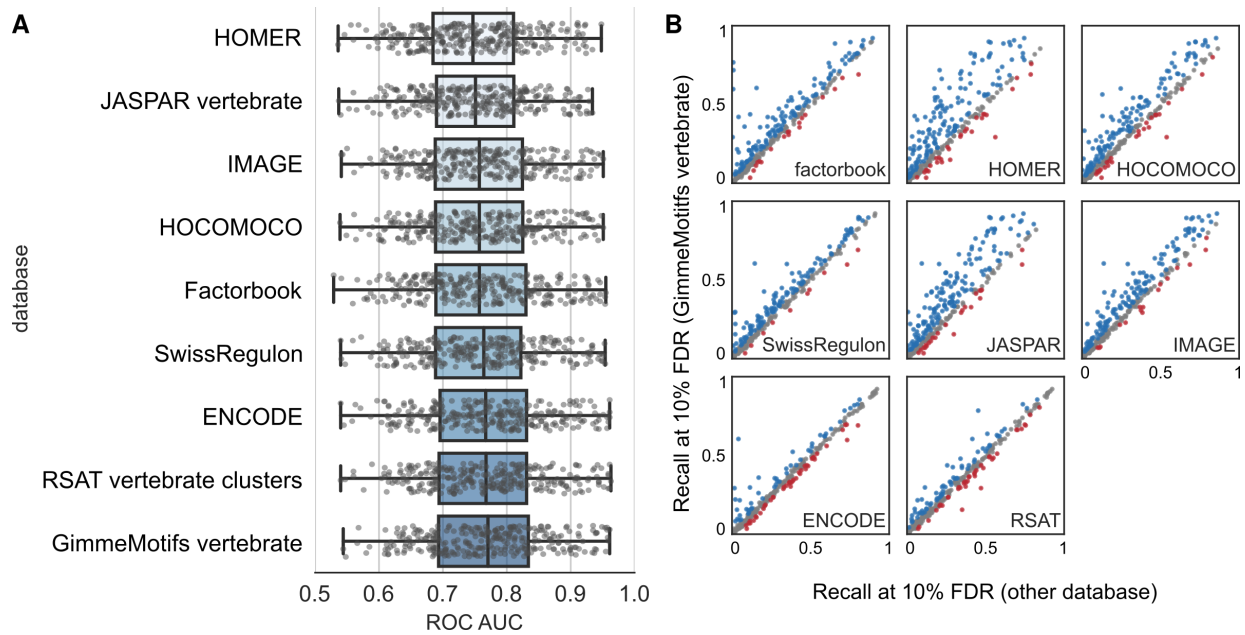 A
HOMER
JASPAR vertebrate
IMAGE
HOCOMOCO
Factorbook
SwissRegulon
ENCODE
RSAT vertebrate clusters
GimmeMotifs vertebrate
database
0.5 0.6 0.7 0.8 0.9 1.0
ROC AUC
B
Recall at 10% FDR (GimmeMotifs vertebrate)
1
0.5
0
factorbook
HOMER
HOCOMOCO
1
0.5
0
SwissRegulon
JASPAR
IMAGE
0 0.5 1
1
0.5
0
ENCODE
RSAT
0 0.5 1
0 0.5 1
Recall at 10% FDR (other database)